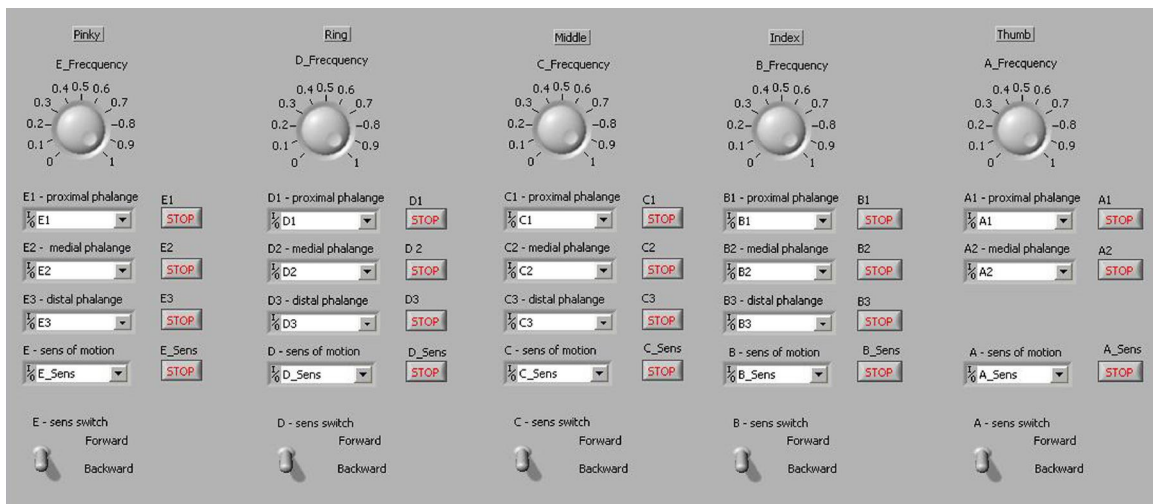 Pinky
E_Frecquency
0.4 0.5 0.6
0.3 0.7
0.2 0.8
0.1 0.9
0 1
E1 - proximal phalange E1
I/O E1 STOP
E2 - medial phalange E2
I/O E2 STOP
E3 - distal phalange E3
I/O E3 STOP
E - sens of motion E_Sens
I/O E_Sens STOP
E - sens switch
Forward
Backward
Ring
D_Frecquency
0.4 0.5 0.6
0.3 0.7
0.2 0.8
0.1 0.9
0 1
D1 - proximal phalange D1
I/O D1 STOP
D2 - medial phalange D 2
I/O D2 STOP
D3 - distal phalange D3
I/O D3 STOP
D - sens of motion D_Sens
I/O D_Sens STOP
D - sens switch
Forward
Backward
Middle
C_Frecquency
0.4 0.5 0.6
0.3 0.7
0.2 0.8
0.1 0.9
0 1
C1 - proximal phalange C1
I/O C1 STOP
C2 - medial phalange C2
I/O C2 STOP
C3 - distal phalange C3
I/O C3 STOP
C - sens of motion C_Sens
I/O C_Sens STOP
C - sens switch
Forward
Backward
Index
B_Frecquency
0.4 0.5 0.6
0.3 0.7
0.2 0.8
0.1 0.9
0 1
B1 - proximal phalange B1
I/O B1 STOP
B2 - medial phalange B2
I/O B2 STOP
B3 - distal phalange B3
I/O B3 STOP
B - sens of motion B_Sens
I/O B_Sens STOP
B - sens switch
Forward
Backward
Thumb
A_Frecquency
0.4 0.5 0.6
0.3 0.7
0.2 0.8
0.1 0.9
0 1
A1 - proximal phalange A1
I/O A1 STOP
A2 - medial phalange A2
I/O A2 STOP
A - sens of motion A_Sens
I/O A_Sens STOP
A - sens switch
Forward
Backward